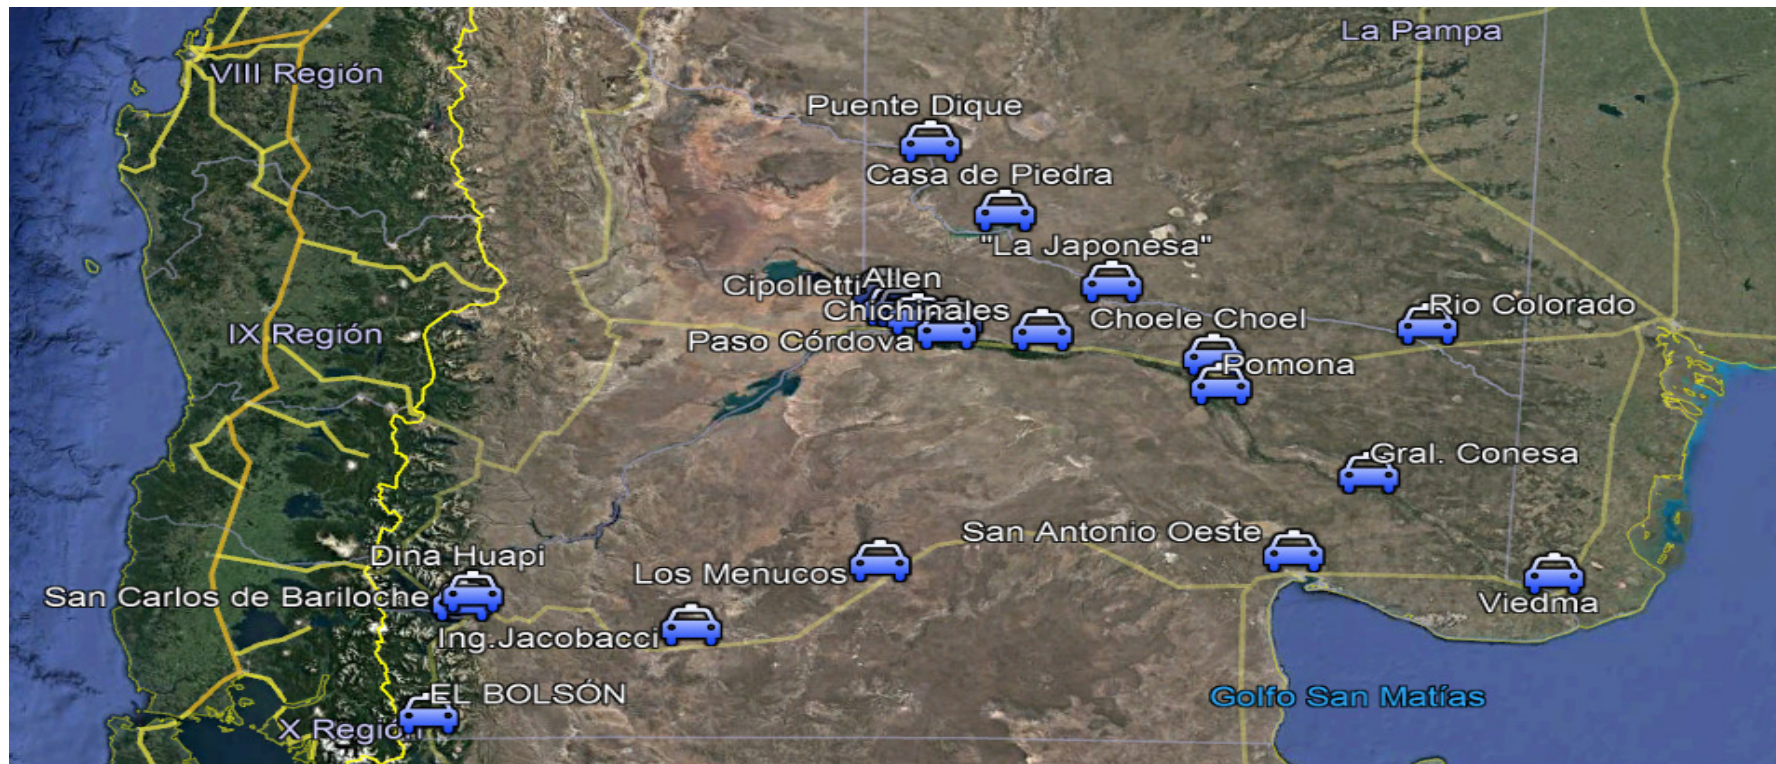 La Pampa
VIII Región
Puente Dique
Casa de Piedra
"La Japonesa"
Allen
Cipolletti
Chichinales
Rio Colorado
Choele Choel
IX Región
Paso Córdova
Pomona
Gral. Conesa
San Antonio Oeste
Dina Huapi
Los Menucos
San Carlos de Bariloche
Viedma
Ing.Jacobacci
EL BOLSÓN
Golfo San Matías
X Región